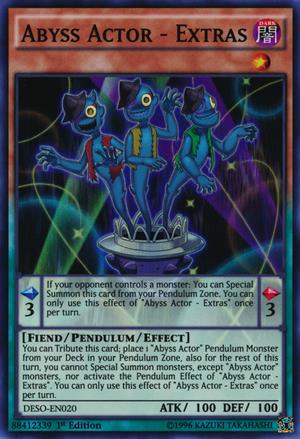 Abyss Actor - Extras
DARK
闇
If your opponent controls a monster: You can Special
Summon this card from your Pendulum Zone. You can
only use this effect of "Abyss Actor - Extras" once
per turn.
3
3
[FIEND/PENDULUM/EFFECT]
You can Tribute this card; place 1 "Abyss Actor" Pendulum Monster
from your Deck in your Pendulum Zone, also for the rest of this
turn, you cannot Special Summon monsters, except "Abyss Actor"
monsters, nor activate the Pendulum Effect of "Abyss Actor -
Extras". You can only use this effect of "Abyss Actor - Extras" once
per turn.
DESO-EN020
ATK/ 100 DEF/ 100
88412339
1st Edition
©1996 KAZUKI TAKAHASHI